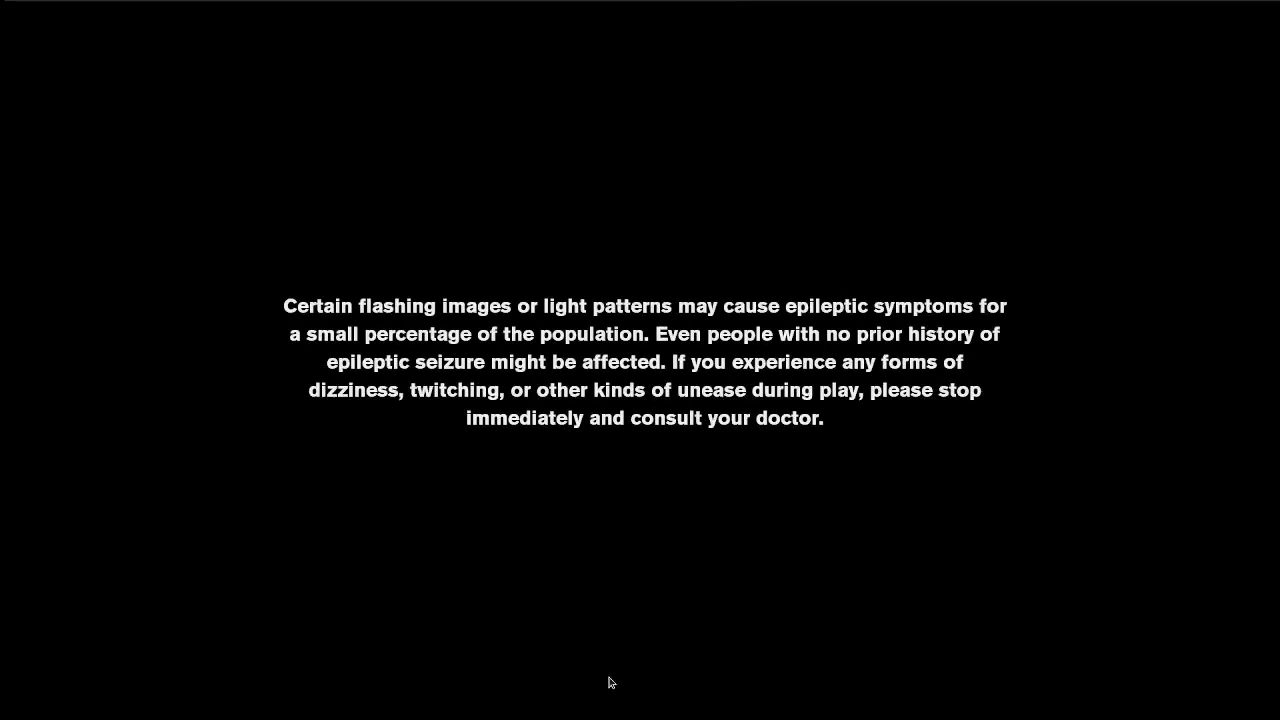 Certain flashing images or light patterns may cause epileptic symptoms for
a small percentage of the population. Even people with no prior history of
epileptic seizure might be affected. If you experience any forms of
dizziness, twitching, or other kinds of unease during play, please stop
immediately and consult your doctor.